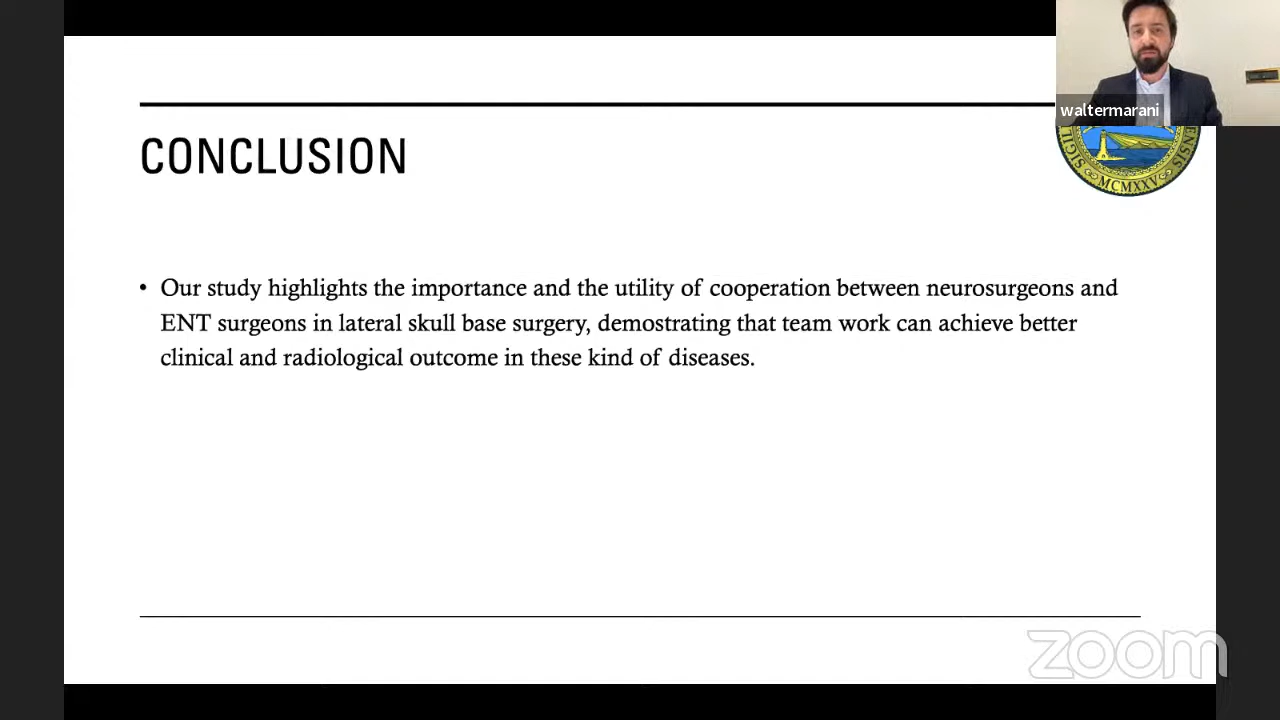 waltermarani
CONCLUSION
SIGIL
MCMXXV
ENSIS
• Our study highlights the importance and the utility of cooperation between neurosurgeons and
ENT surgeons in lateral skull base surgery, demostrating that team work can achieve better
clinical and radiological outcome in these kind of diseases.
zoom